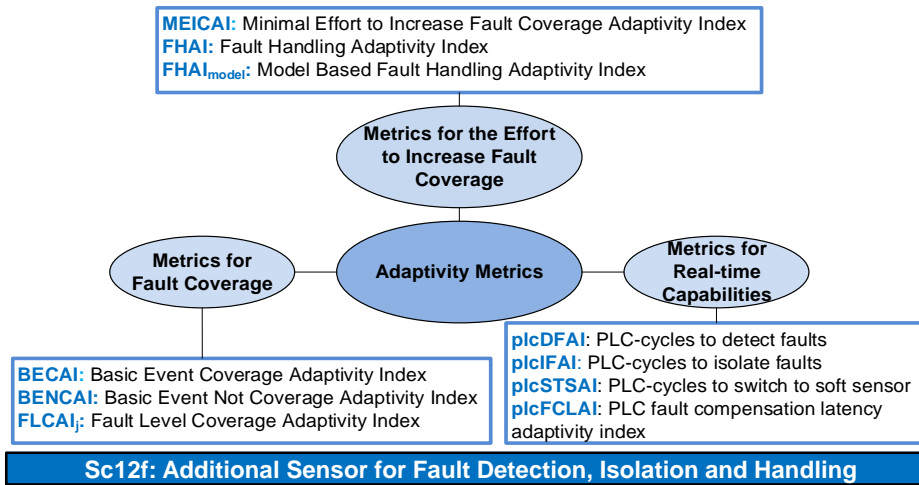 MEICAI: Minimal Effort to Increase Fault Coverage Adaptivity Index
FHAI: Fault Handling Adaptivity Index
FHAImodel: Model Based Fault Handling Adaptivity Index
Metrics for the Effort
to Increase Fault
Coverage
Metrics for
Fault Coverage
Adaptivity Metrics
Metrics for
Real-time
Capabilities
BECAI: Basic Event Coverage Adaptivity Index
BENCAI: Basic Event Not Coverage Adaptivity Index
FLCAIj: Fault Level Coverage Adaptivity Index
plcDFAI: PLC-cycles to detect faults
plcIFAI: PLC-cycles to isolate faults
plcSTSAI: PLC-cycles to switch to soft sensor
plcFCLAI: PLC fault compensation latency
adaptivity index
Sc12f: Additional Sensor for Fault Detection, Isolation and Handling